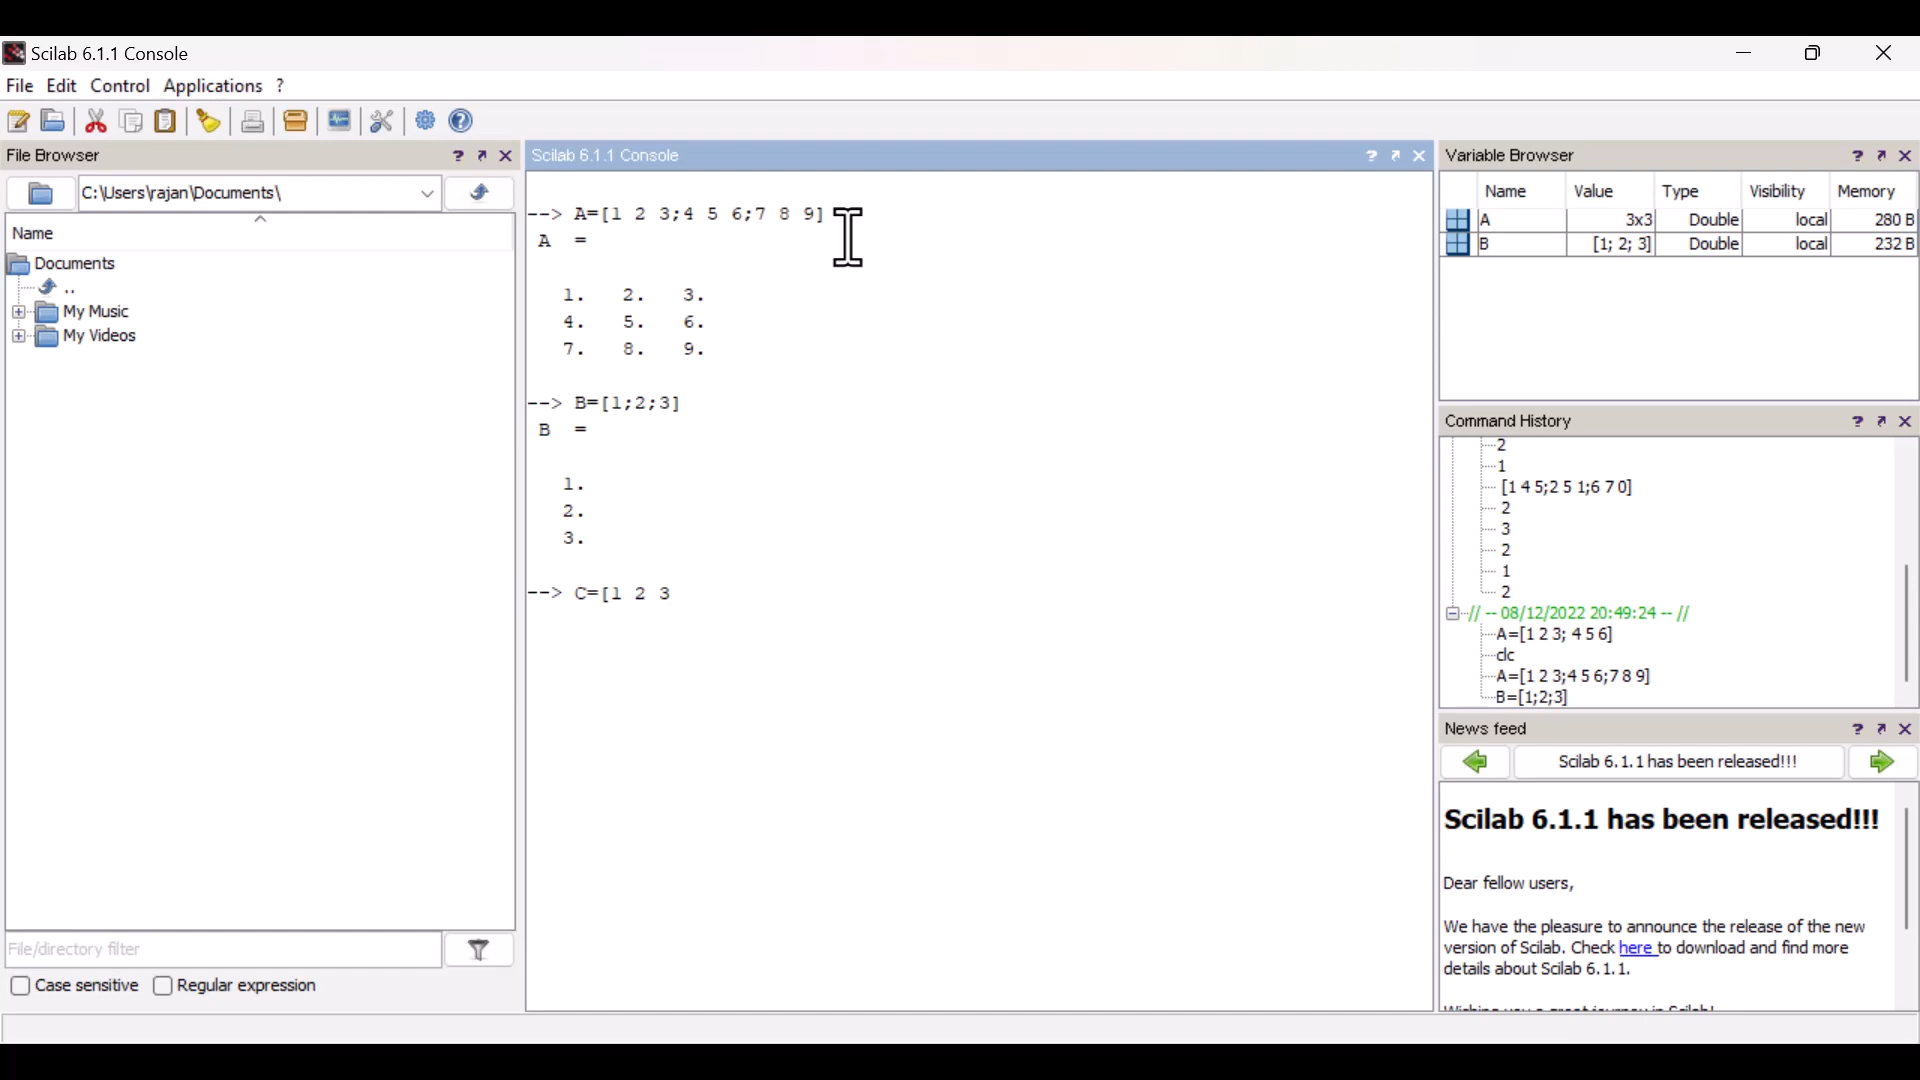 Scilab 6.1.1 Console
File Edit Control Applications ?
File Browser
C:\Users\rajan\Documents\
Name
Documents
..
My Music
My Videos
File/directory filter
Case sensitive Regular expression
Scilab 6.1.1 Console
--> A=[1 2 3;4 5 6;7 8 9]
A =
1. 2. 3.
4. 5. 6.
7. 8. 9.
--> B=[1;2;3]
B =
1.
2.
3.
--> C=[1 2 3
Variable Browser
Name Value Type Visibility Memory
A 3x3 Double local 280 B
B [1; 2; 3] Double local 232 B
Command History
2
1
[1 4 5;2 5 1;6 7 0]
2
3
2
1
2
// -- 08/12/2022 20:49:24 -- //
A=[1 2 3; 4 5 6]
clc
A=[1 2 3;4 5 6;7 8 9]
B=[1;2;3]
News feed
Scilab 6.1.1 has been released!!!
Scilab 6.1.1 has been released!!!
Dear fellow users,
We have the pleasure to announce the release of the new
version of Scilab. Check here to download and find more
details about Scilab 6.1.1.